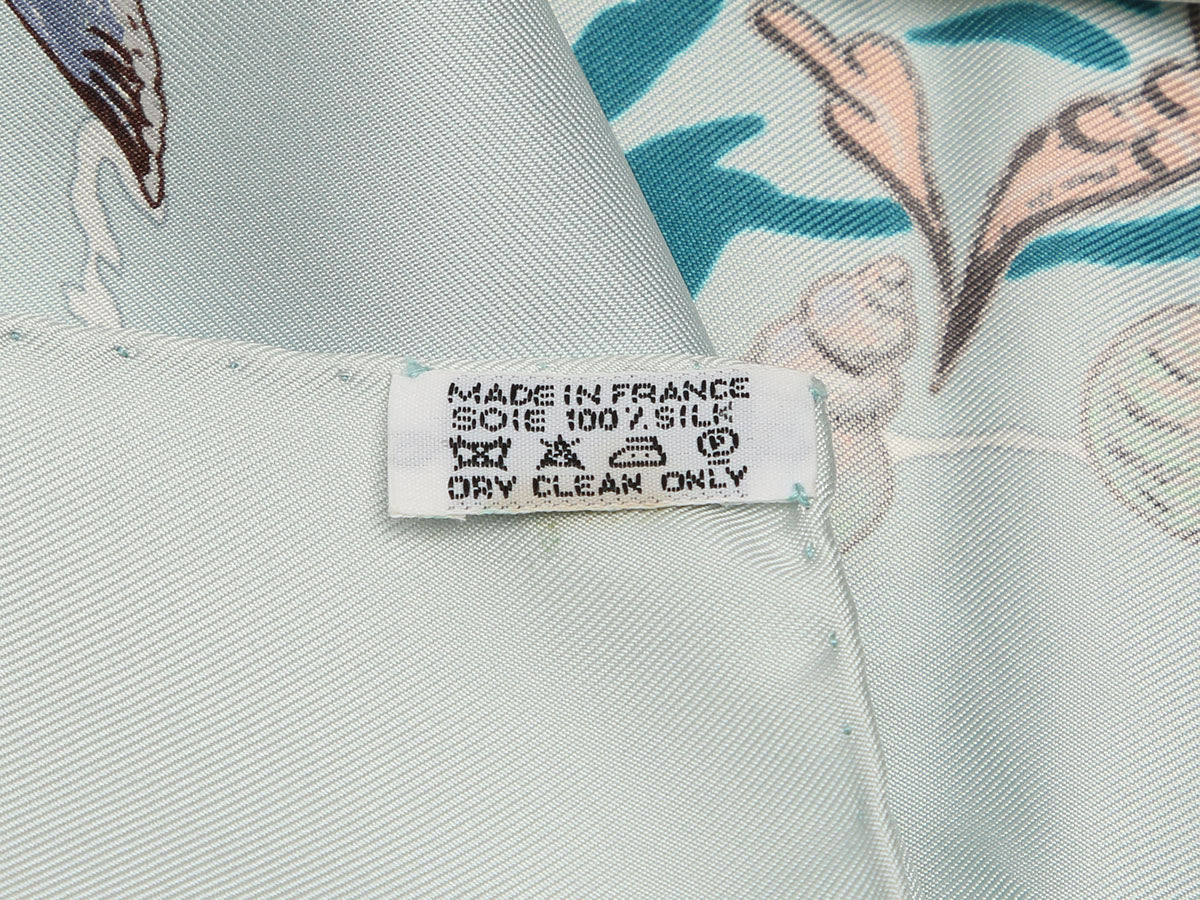 MADE IN FRANCE
SOIE 100% SILK
P
DRY CLEAN ONLY